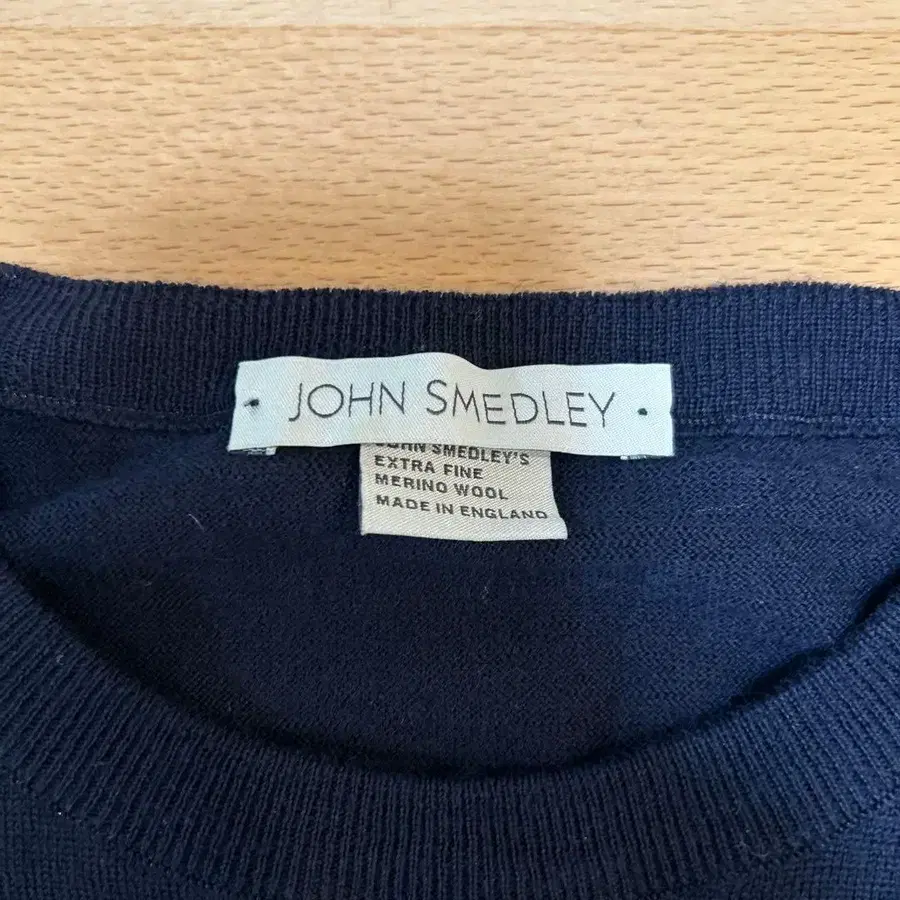 JOHN SMEDLEY
JOHN SMEDLEY'S
EXTRA FINE
MERINO WOOL
MADE IN ENGLAND